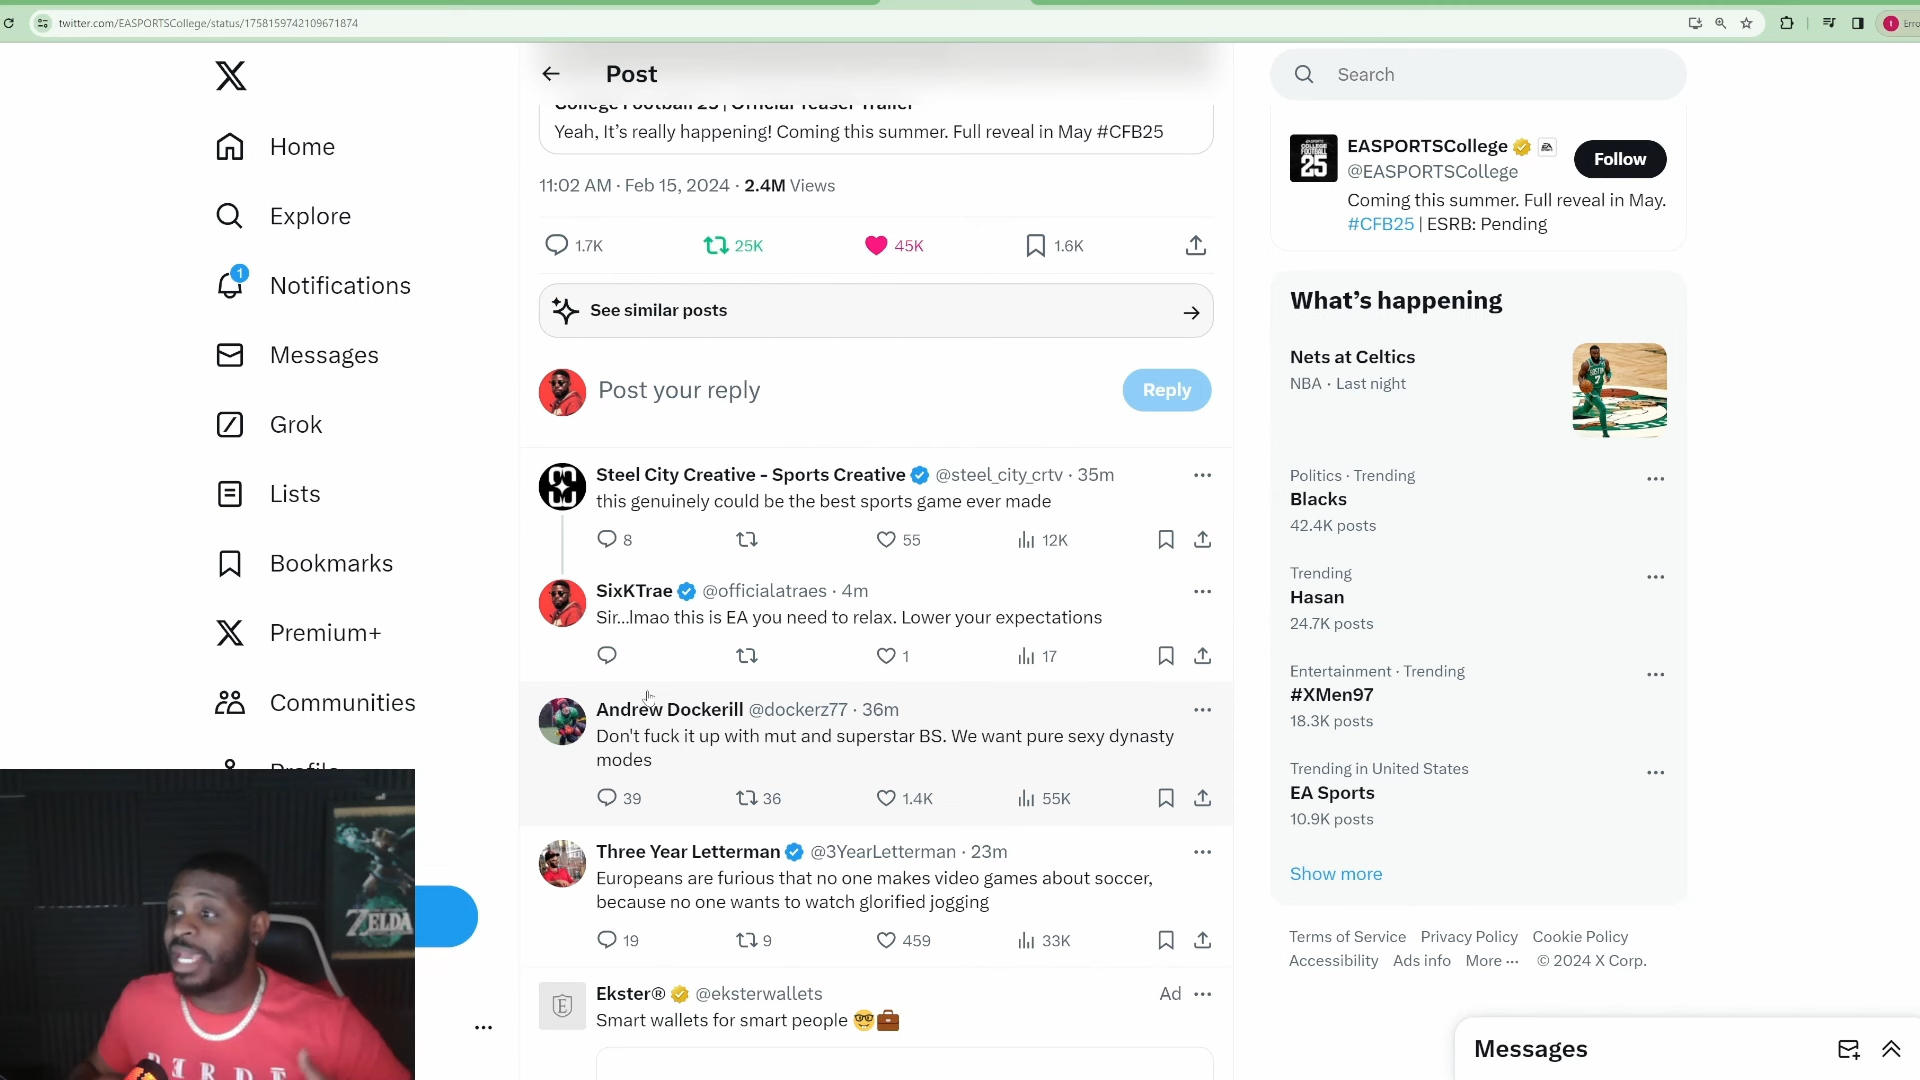 twitter.com/EASPORTSCollege/status/1758159742109671874
Post
College Football 25 | Official Teaser Trailer
Yeah, It's really happening! Coming this summer. Full reveal in May #CFB25
11:02 AM · Feb 15, 2024 · 2.4M Views
1.7K 25K 45K 1.6K
See similar posts
Post your reply
Reply
Steel City Creative - Sports Creative @steel_city_crtv · 35m
this genuinely could be the best sports game ever made
8 55 12K
SixKTrae @officialatraes · 4m
Sir...lmao this is EA you need to relax. Lower your expectations
1 17
Andrew Dockerill @dockerz77 · 36m
Don't fuck it up with mut and superstar BS. We want pure sexy dynasty
modes
39 36 1.4K 55K
Three Year Letterman @3YearLetterman · 23m
Europeans are furious that no one makes video games about soccer,
because no one wants to watch glorified jogging
19 9 459 33K
Ekster® @eksterwallets Ad
Smart wallets for smart people 🤓💼
Home
Explore
1
Notifications
Messages
Grok
Lists
Bookmarks
Premium+
Communities
Profile
ZELDA
Search
COLLEGE
FOOTBALL
25
EASPORTSCollege
@EASPORTSCollege
Follow
Coming this summer. Full reveal in May.
#CFB25 | ESRB: Pending
What's happening
Nets at Celtics
NBA · Last night
Politics · Trending
Blacks
42.4K posts
Trending
Hasan
24.7K posts
Entertainment · Trending
#XMen97
18.3K posts
Trending in United States
EA Sports
10.9K posts
Show more
Terms of Service Privacy Policy Cookie Policy
Accessibility Ads info More ··· © 2024 X Corp.
Messages